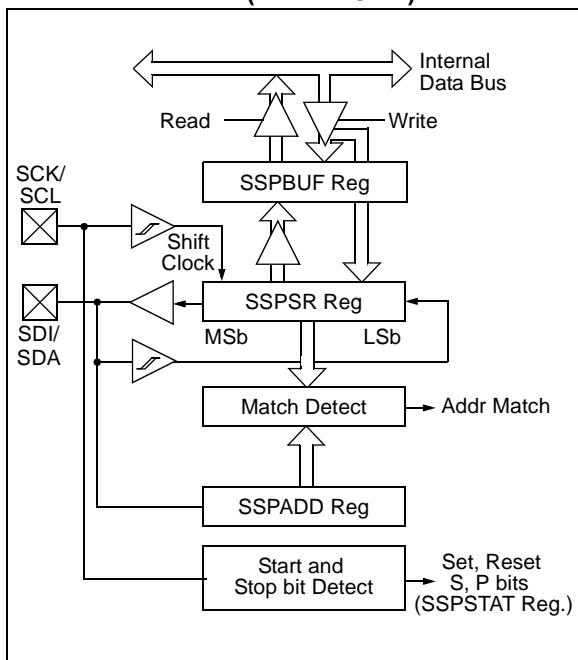 Internal
Data Bus
Read
Write
SSPBUF Reg
SCK/
SCL
Shift
Clock
SSPSR Reg
MSb
LSb
SDI/
SDA
Match Detect
Addr Match
SSPADD Reg
Start and
Stop bit Detect
Set, Reset
S, P bits
(SSPSTAT Reg.)